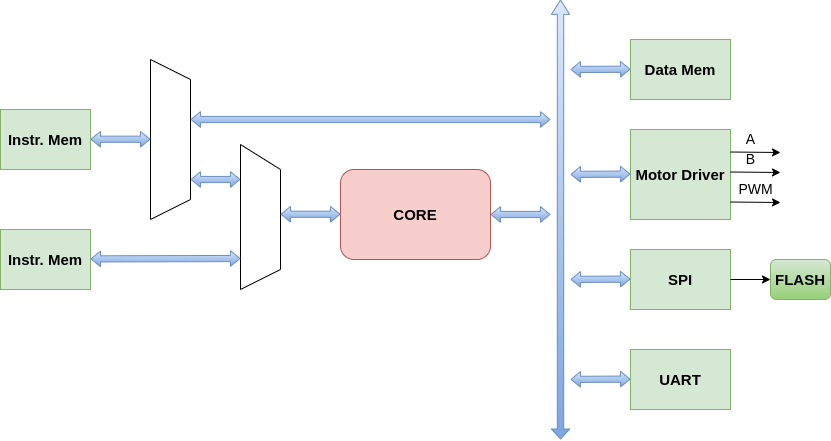 Instr. Mem
Instr. Mem
CORE
Data Mem
Motor Driver
A
B
PWM
SPI
FLASH
UART